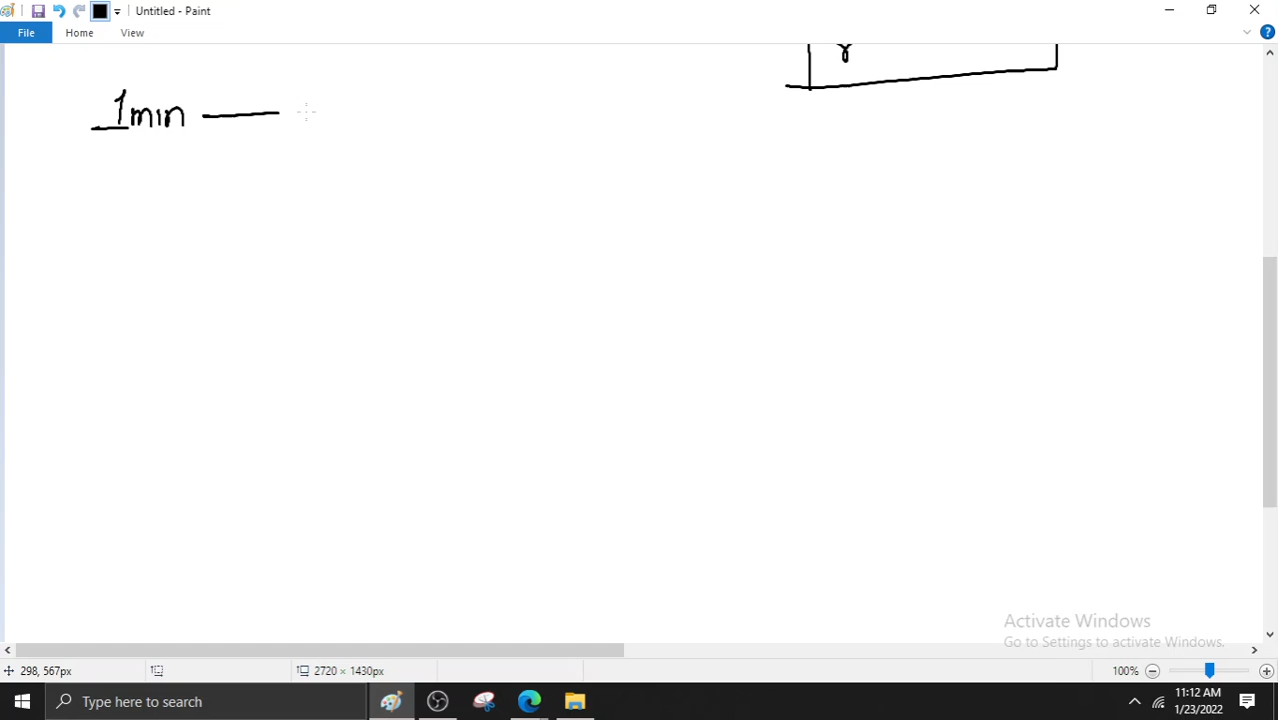 Untitled - Paint
File Home View
1min —
Activate Windows
Go to Settings to activate Windows.
298, 567px 2720 × 1430px 100%
Type here to search
11:12 AM
1/23/2022